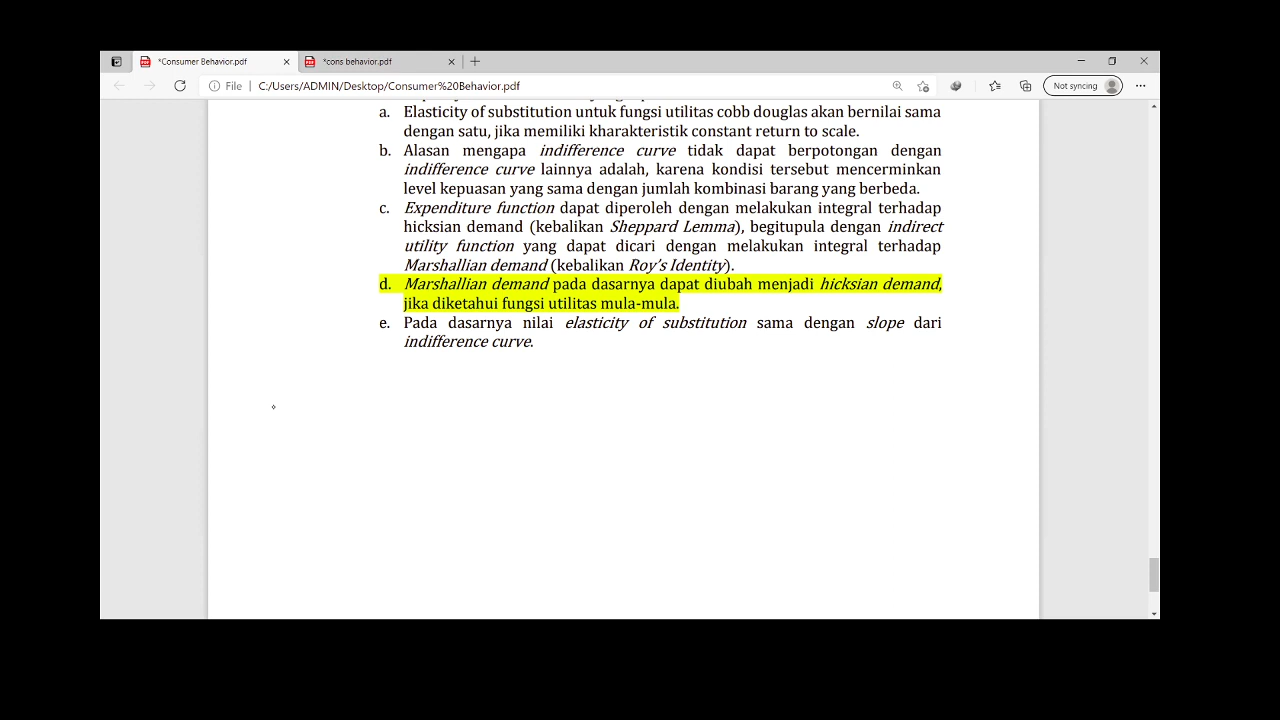 *Consumer Behavior.pdf
*cons behavior.pdf
File
C:/Users/ADMIN/Desktop/Consumer%20Behavior.pdf
Not syncing
a. Elasticity of substitution untuk fungsi utilitas cobb douglas akan bernilai sama
dengan satu, jika memiliki kharakteristik constant return to scale.
b. Alasan mengapa indifference curve tidak dapat berpotongan dengan
indifference curve lainnya adalah, karena kondisi tersebut mencerminkan
level kepuasan yang sama dengan jumlah kombinasi barang yang berbeda.
c. Expenditure function dapat diperoleh dengan melakukan integral terhadap
hicksian demand (kebalikan Sheppard Lemma), begitupula dengan indirect
utility function yang dapat dicari dengan melakukan integral terhadap
Marshallian demand (kebalikan Roy’s Identity).
d. Marshallian demand pada dasarnya dapat diubah menjadi hicksian demand,
jika diketahui fungsi utilitas mula-mula.
e. Pada dasarnya nilai elasticity of substitution sama dengan slope dari
indifference curve.